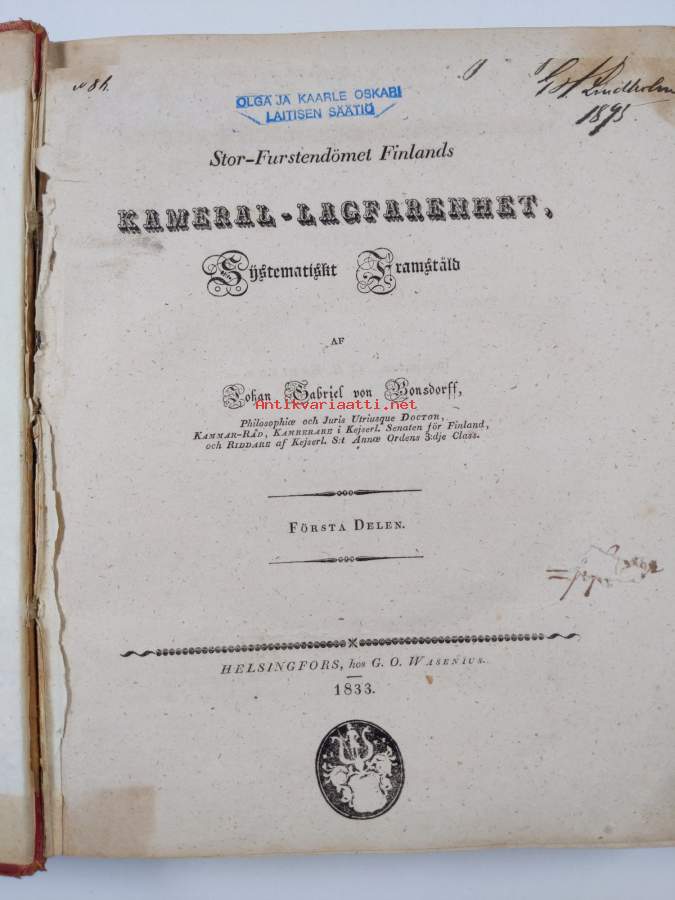 OLGA JA KAARLE OSKARI
LAITISEN SÄÄTIÖ
Lindholm
1895
Stor-Furstendömet Finlands
KAMERAL-LAGFARENHET,
Systematiskt Framstäld
AF
Johan Gabriel von Bonsdorff,
Antikvariaatti.net
Philosophiæ och Juris Utriusque DOCTOR,
KAMMAR-RÅD, KAMRERARE i Kejserl. Senaten för Finland,
och RIDDARE af Kejserl. S:t Annæ Ordens 3:dje Class.
FÖRSTA DELEN.
HELSINGFORS, hos G. O. WASENIUS.
1833.